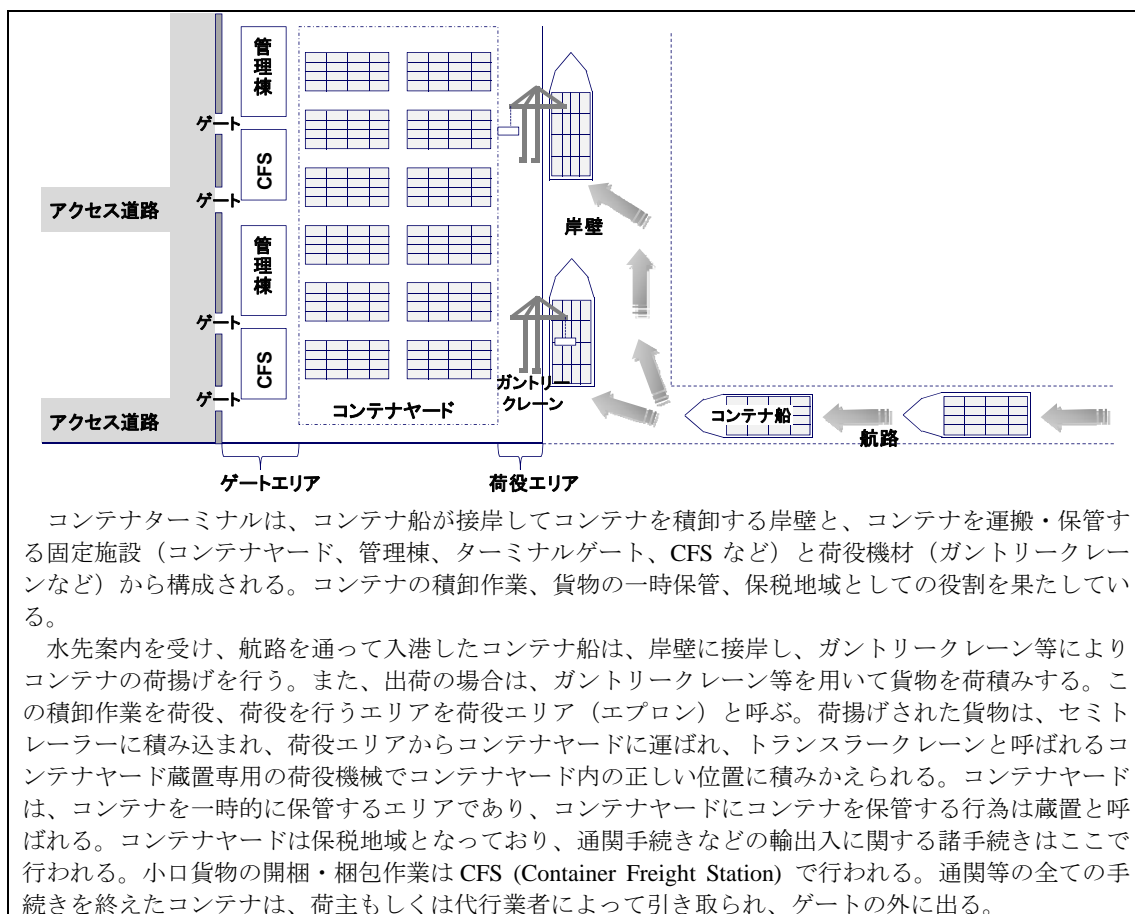 管理棟
ゲート
CFS
ゲート
アクセス道路
岸壁
管理棟
ゲート
CFS
ガントリークレーン
ゲート
コンテナヤード
コンテナ船
アクセス道路
航路
ゲートエリア
荷役エリア
コンテナターミナルは、コンテナ船が接岸してコンテナを積卸する岸壁と、コンテナを運搬・保管す
る固定施設（コンテナヤード、管理棟、ターミナルゲート、CFS など）と荷役機材（ガントリークレー
ンなど）から構成される。コンテナの積卸作業、貨物の一時保管、保税地域としての役割を果たしてい
る。
水先案内を受け、航路を通って入港したコンテナ船は、岸壁に接岸し、ガントリークレーン等により
コンテナの荷揚げを行う。また、出荷の場合は、ガントリークレーン等を用いて貨物を荷積みする。こ
の積卸作業を荷役、荷役を行うエリアを荷役エリア（エプロン）と呼ぶ。荷揚げされた貨物は、セミト
レーラーに積み込まれ、荷役エリアからコンテナヤードに運ばれ、トランスラークレーンと呼ばれるコ
ンテナヤード蔵置専用の荷役機械でコンテナヤード内の正しい位置に積みかえられる。コンテナヤード
は、コンテナを一時的に保管するエリアであり、コンテナヤードにコンテナを保管する行為は蔵置と呼
ばれる。コンテナヤードは保税地域となっており、通関手続きなどの輸出入に関する諸手続きはここで
行われる。小口貨物の開梱・梱包作業は CFS (Container Freight Station) で行われる。通関等の全ての手
続きを終えたコンテナは、荷主もしくは代行業者によって引き取られ、ゲートの外に出る。